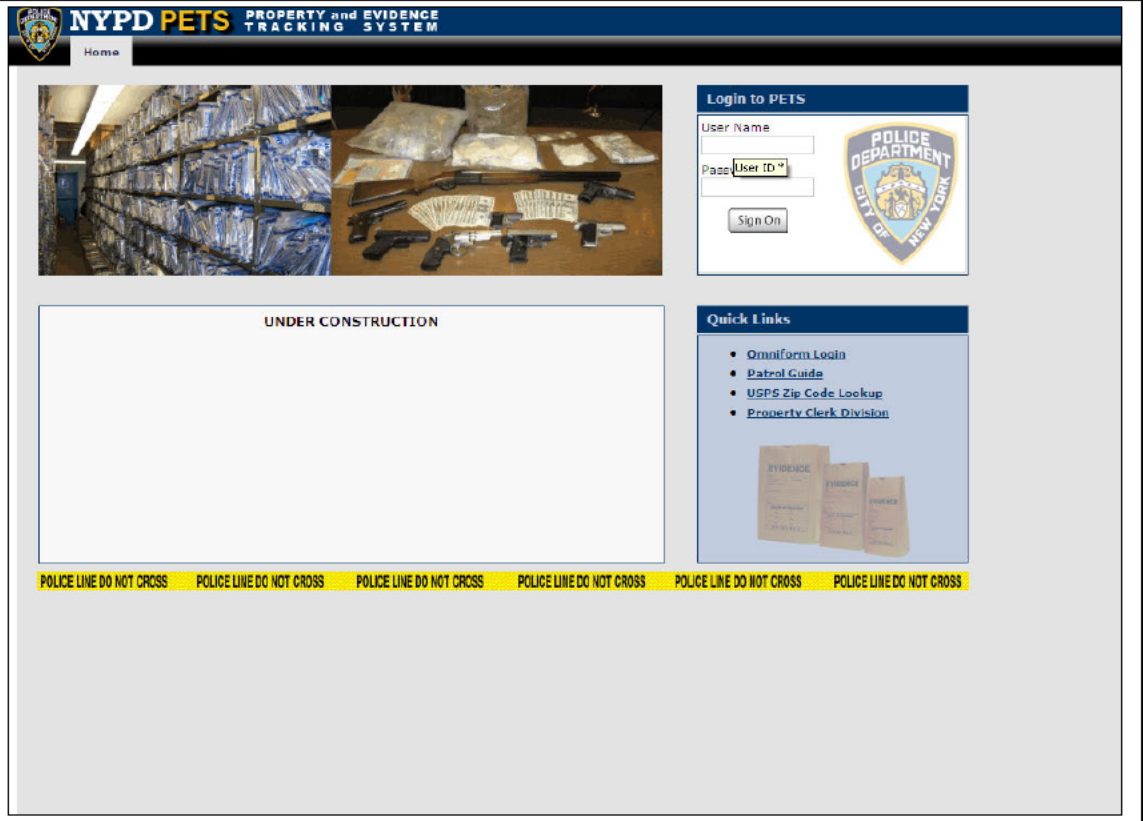 NYPD PETS PROPERTY and EVIDENCE
TRACKING SYSTEM
Home
Login to PETS
User Name
User ID *
Sign On
POLICE
DEPARTMENT
CITY OF
NEW YORK
UNDER CONSTRUCTION
Quick Links
Omniform Login
Patrol Guide
USPS Zip Code Lookup
Property Clerk Division
EVIDENCE
EVIDENCE
EVIDENCE
POLICE LINE DO NOT CROSS POLICE LINE DO NOT CROSS POLICE LINE DO NOT CROSS POLICE LINE DO NOT CROSS POLICE LINE DO NOT CROSS POLICE LINE DO NOT CROSS